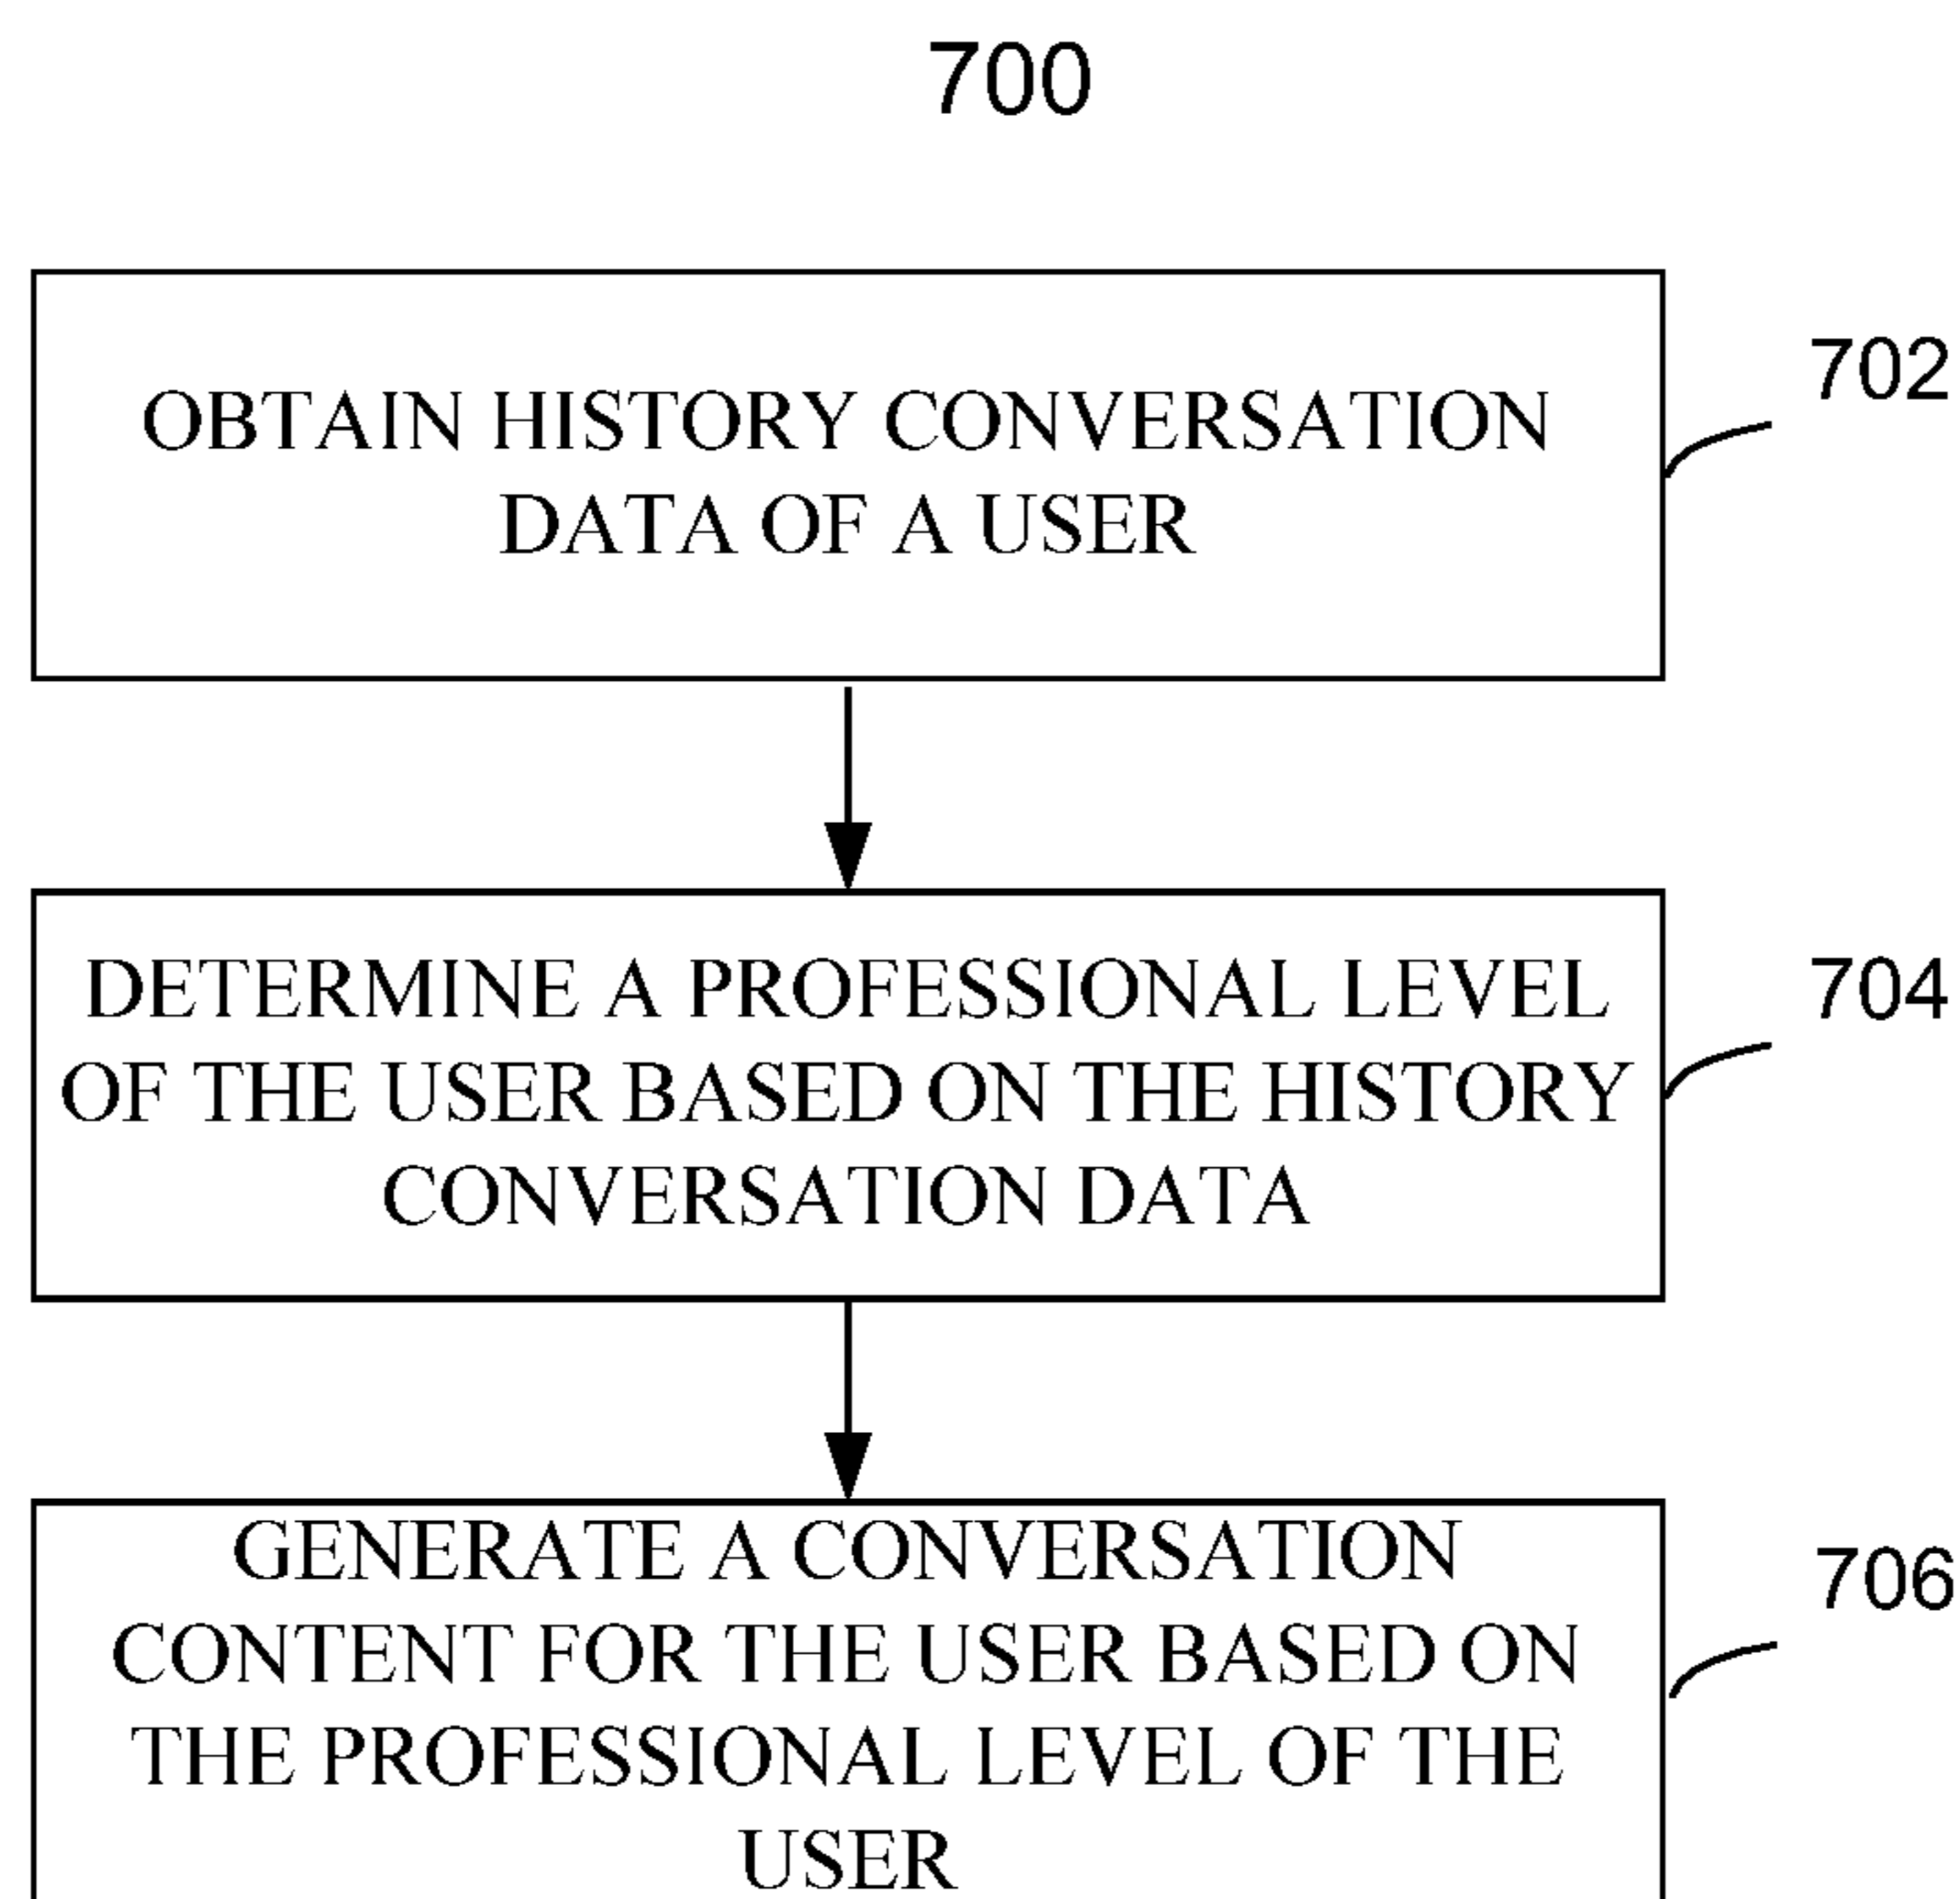 700
OBTAIN HISTORY CONVERSATION
DATA OF A USER
702
DETERMINE A PROFESSIONAL LEVEL
OF THE USER BASED ON THE HISTORY
CONVERSATION DATA
704
GENERATE A CONVERSATION
CONTENT FOR THE USER BASED ON
THE PROFESSIONAL LEVEL OF THE
USER
706